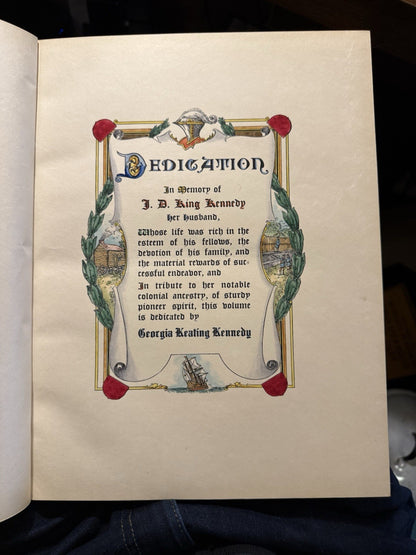 DEDICATION
In Memory of
J. D. King Kennedy
her husband,
Whose life was rich in the
esteem of his fellows, the
devotion of his family, and
the material rewards of suc-
cessful endeavor, and
In tribute to her notable
colonial ancestry, of sturdy
pioneer spirit, this volume
is dedicated by
Georgia Keating Kennedy